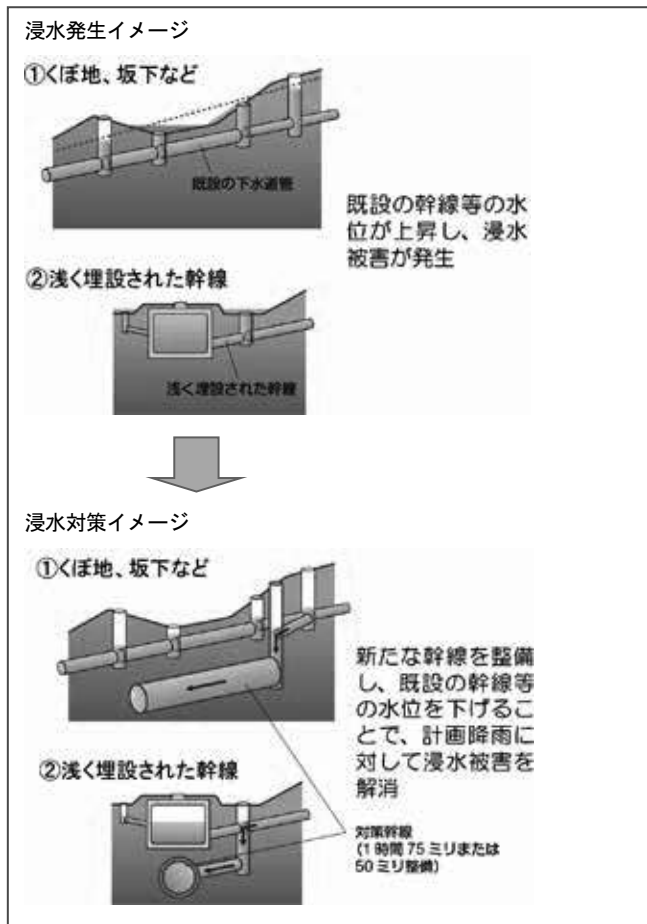 浸水発生イメージ
①くぼ地、坂下など
既設の下水道管
既設の幹線等の水
位が上昇し、浸水
被害が発生
②浅く埋設された幹線
浅く埋設された幹線
浸水対策イメージ
①くぼ地、坂下など
新たな幹線を整備
し、既設の幹線等
の水位を下げるこ
とで、計画降雨に
対して浸水被害を
解消
②浅く埋設された幹線
対策幹線
(1時間75ミリまたは
50ミリ整備)